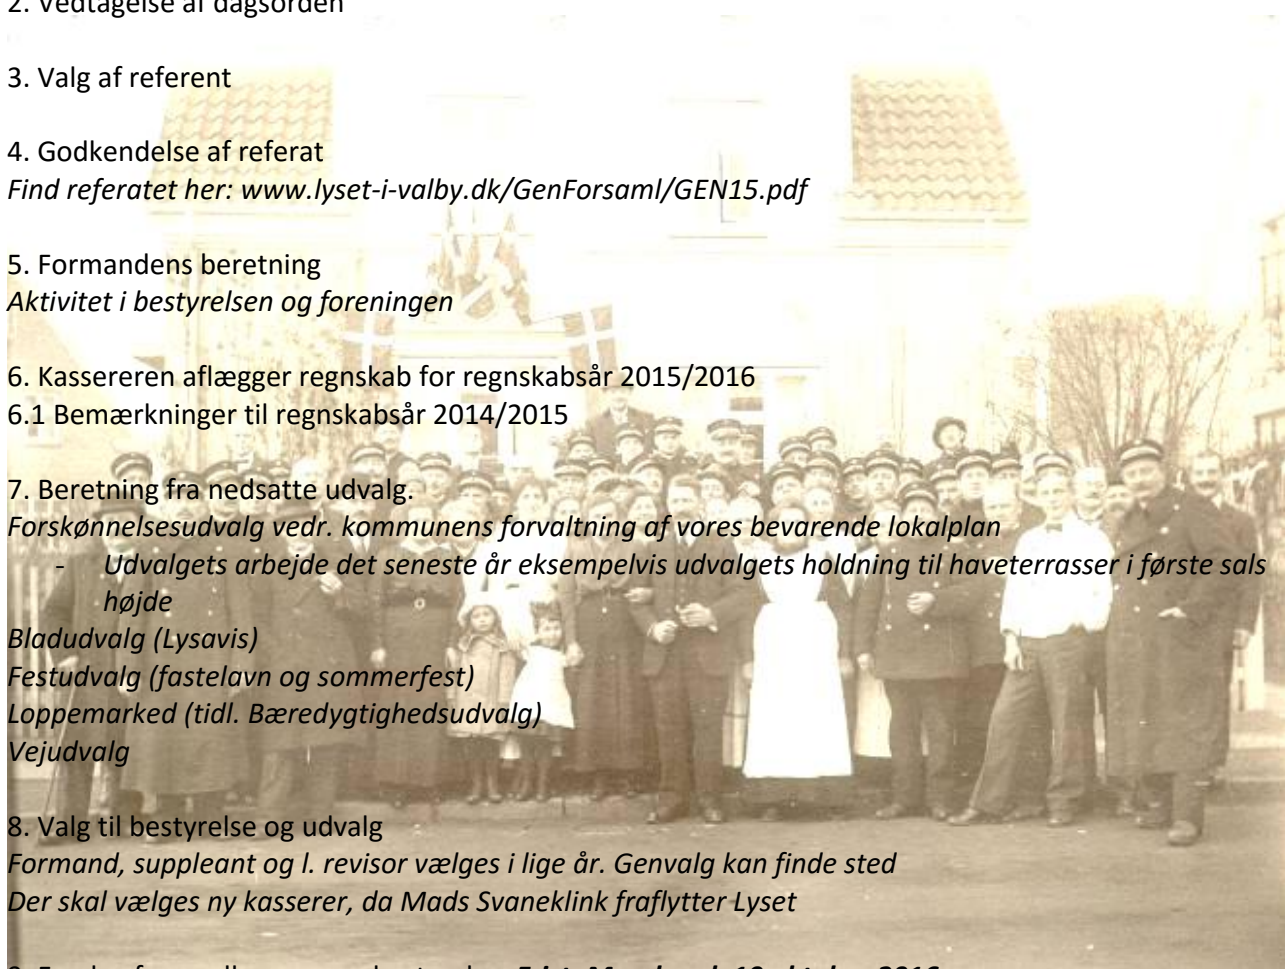 2. Vedtagelse af dagsorden
3. Valg af referent
4. Godkendelse af referat
Find referatet her: www.lyset-i-valby.dk/GenForsaml/GEN15.pdf
5. Formandens beretning
Aktivitet i bestyrelsen og foreningen
6. Kassereren aflægger regnskab for regnskabsår 2015/2016
6.1 Bemærkninger til regnskabsår 2014/2015
7. Beretning fra nedsatte udvalg.
Forskønnelsesudvalg vedr. kommunens forvaltning af vores bevarende lokalplan
- Udvalgets arbejde det seneste år eksempelvis udvalgets holdning til haveterrasser i første sals
højde
Bladudvalg (Lysavis)
Festudvalg (fastelavn og sommerfest)
Loppemarked (tidl. Bæredygtighedsudvalg)
Vejudvalg
8. Valg til bestyrelse og udvalg
Formand, suppleant og l. revisor vælges i lige år. Genvalg kan finde sted
Der skal vælges ny kasserer, da Mads Svaneklink fraflytter Lyset